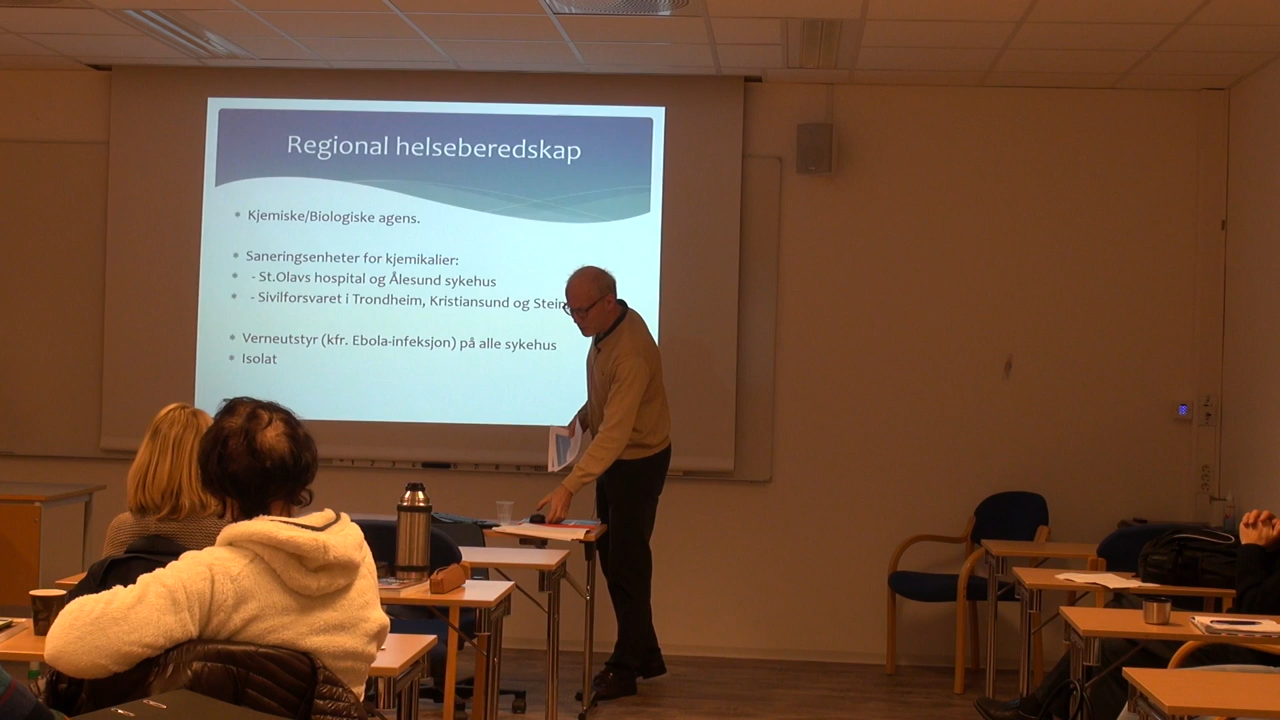 Regional helseberedskap
* Kjemiske/Biologiske agens.
* Saneringsenheter for kjemikalier:
* - St.Olavs hospital og Ålesund sykehus
* - Sivilforsvaret i Trondheim, Kristiansund og
* Verneutstyr (kfr. Ebola-infeksjon) på alle sykehus
* Isolat